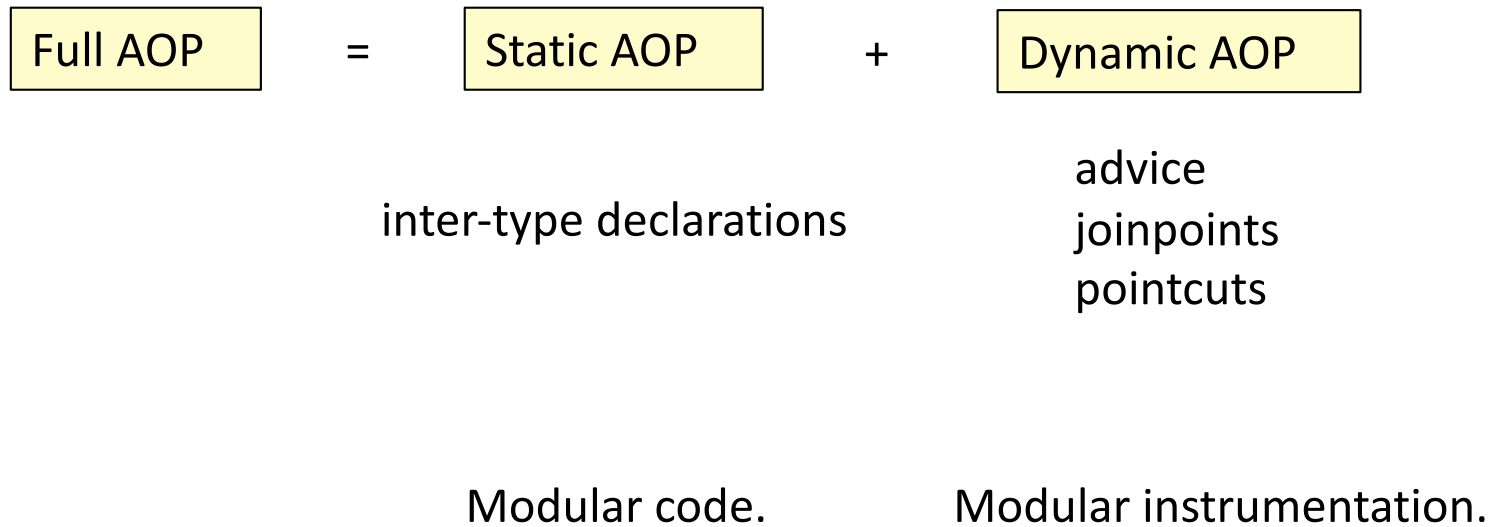 Full AOP = Static AOP + Dynamic AOP
inter-type declarations
advice
joinpoints
pointcuts
Modular code. Modular instrumentation.